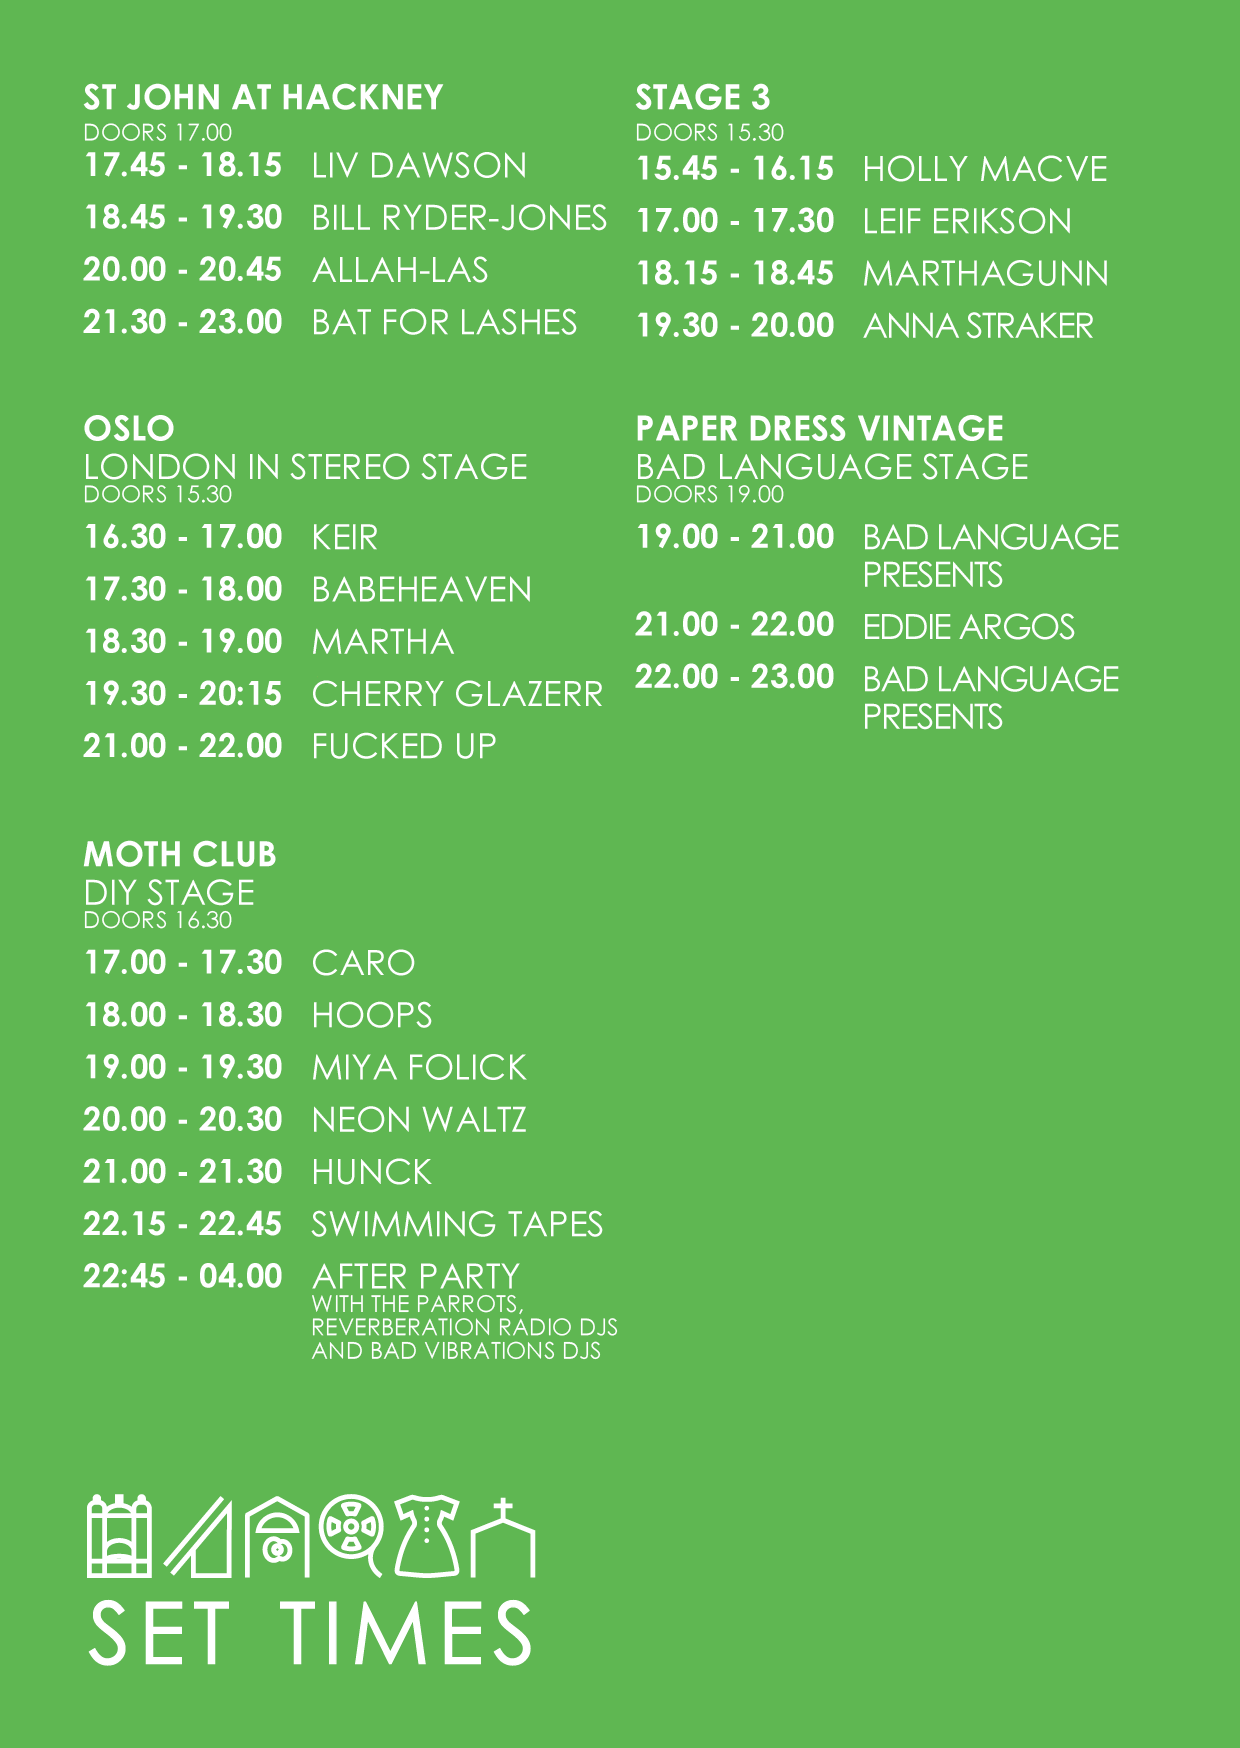 ST JOHN AT HACKNEY
DOORS 17.00
17.45 - 18.15 LIV DAWSON
18.45 - 19.30 BILL RYDER-JONES
20.00 - 20.45 ALLAH-LAS
21.30 - 23.00 BAT FOR LASHES
STAGE 3
DOORS 15.30
15.45 - 16.15 HOLLY MACVE
17.00 - 17.30 LEIF ERIKSON
18.15 - 18.45 MARTHAGUNN
19.30 - 20.00 ANNA STRAKER
OSLO
LONDON IN STEREO STAGE
DOORS 15.30
16.30 - 17.00 KEIR
17.30 - 18.00 BABEHEAVEN
18.30 - 19.00 MARTHA
19.30 - 20:15 CHERRY GLAZERR
21.00 - 22.00 FUCKED UP
PAPER DRESS VINTAGE
BAD LANGUAGE STAGE
DOORS 19.00
19.00 - 21.00 BAD LANGUAGE
PRESENTS
21.00 - 22.00 EDDIE ARGOS
22.00 - 23.00 BAD LANGUAGE
PRESENTS
MOTH CLUB
DIY STAGE
DOORS 16.30
17.00 - 17.30 CARO
18.00 - 18.30 HOOPS
19.00 - 19.30 MIYA FOLICK
20.00 - 20.30 NEON WALTZ
21.00 - 21.30 HUNCK
22.15 - 22.45 SWIMMING TAPES
22:45 - 04.00 AFTER PARTY
WITH THE PARROTS,
REVERBERATION RADIO DJS
AND BAD VIBRATIONS DJS
SET TIMES